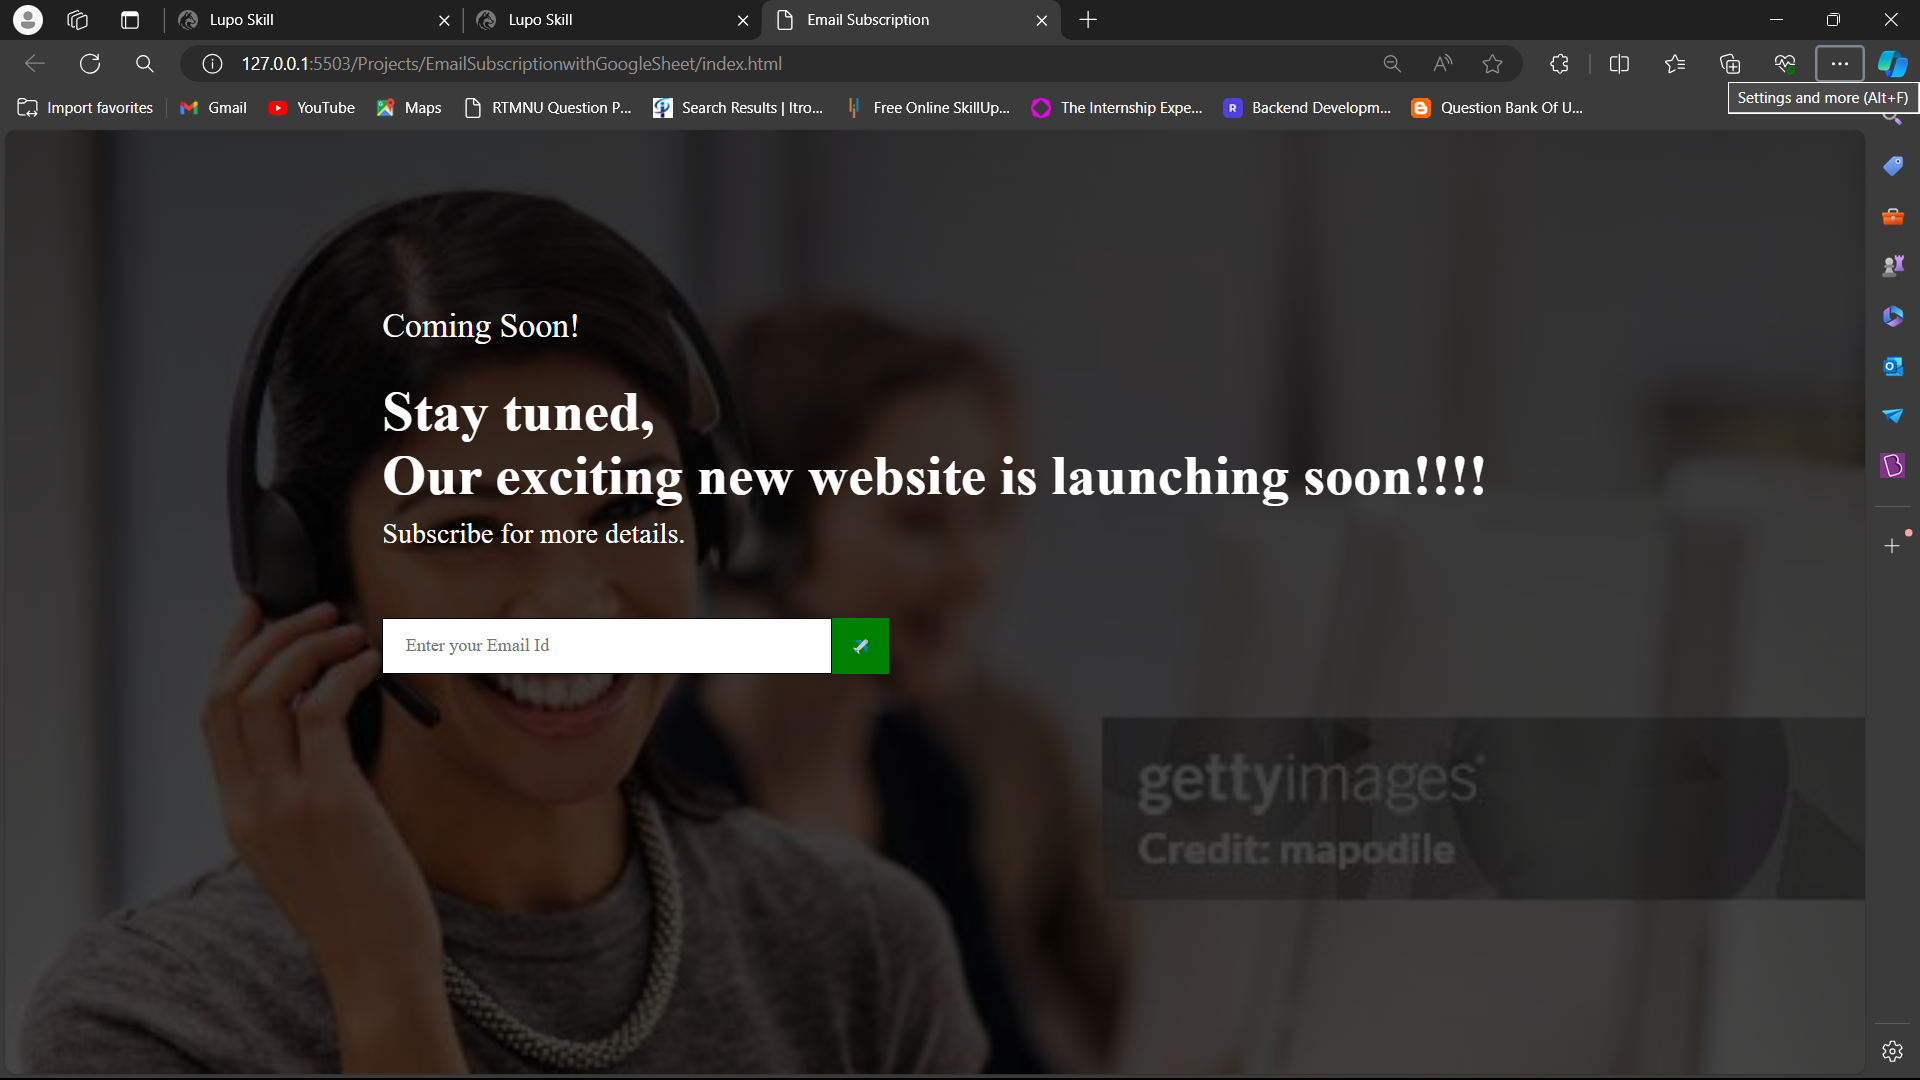 Lupo Skill
Lupo Skill
Email Subscription
127.0.0.1:5503/Projects/EmailSubscriptionwithGoogleSheet/index.html
Settings and more (Alt+F)
Import favorites
Gmail
YouTube
Maps
RTMNU Question P...
Search Results | Itro...
Free Online SkillUp...
The Internship Expe...
Backend Developm...
Question Bank Of U...
Coming Soon!
Stay tuned,
Our exciting new website is launching soon!!!!
Subscribe for more details.
Enter your Email Id
gettyimages®
Credit: mapodile